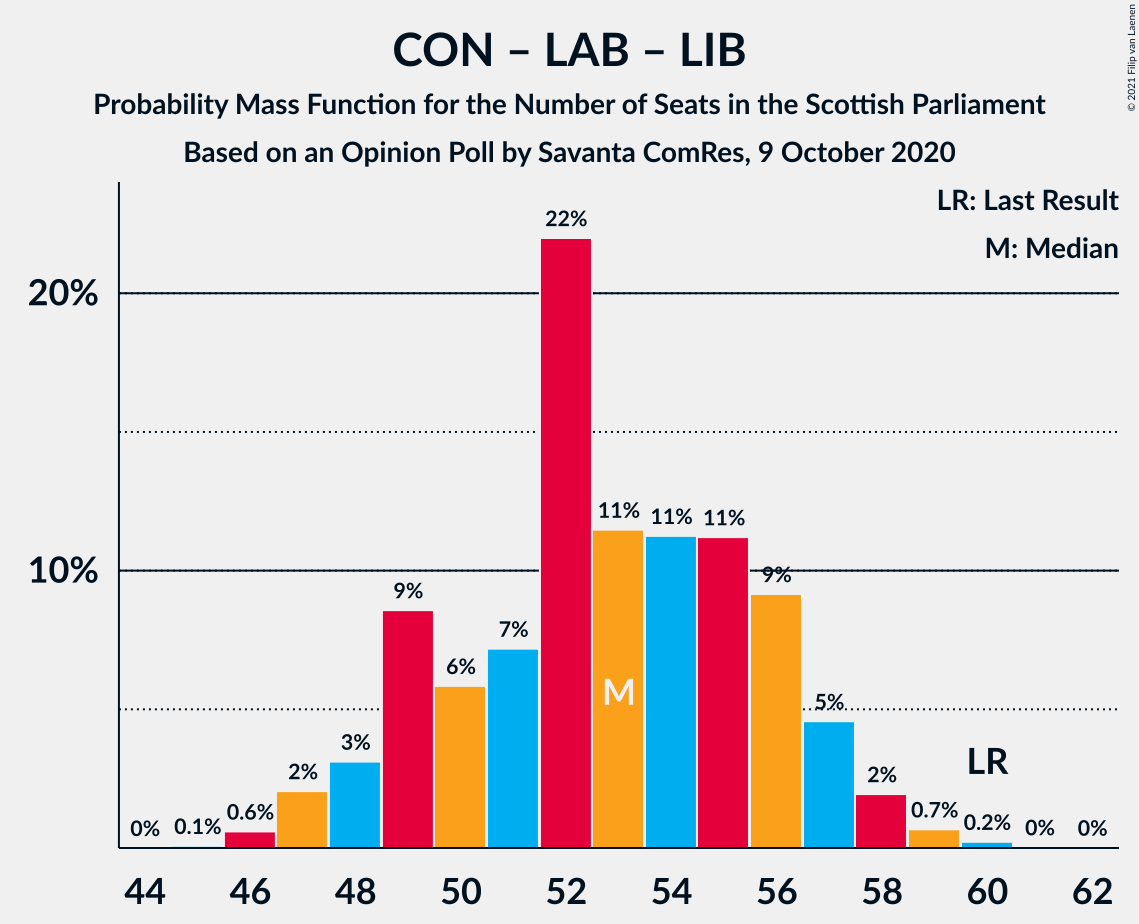 CON – LAB – LIB
Probability Mass Function for the Number of Seats in the Scottish Parliament
Based on an Opinion Poll by Savanta ComRes, 9 October 2020
© 2021 Filip van Laenen
LR: Last Result
M: Median
20%
10%
0%
0.1%
0.6%
2%
3%
9%
6%
7%
22%
11%
11%
11%
9%
5%
2%
0.7%
0.2%
0%
0%
M
LR
44 46 48 50 52 54 56 58 60 62